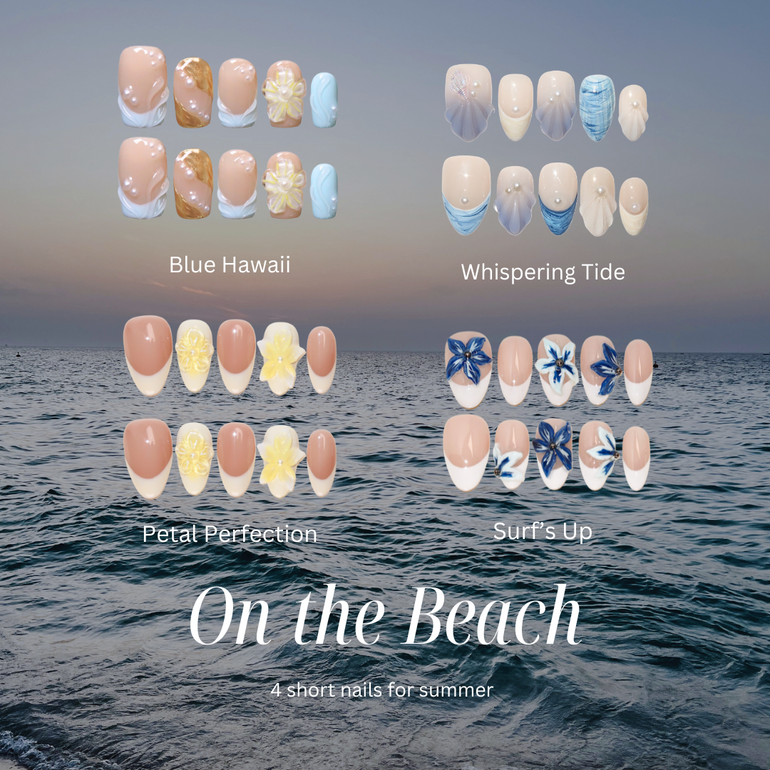 Blue Hawaii
Whispering Tide
Petal Perfection
Surf’s Up
On the Beach
4 short nails for summer